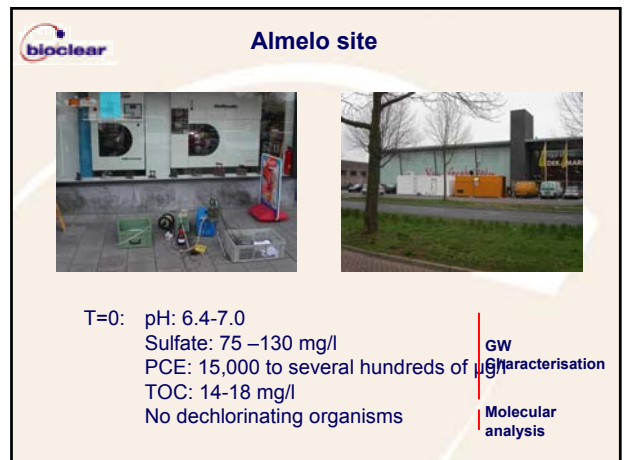 bioclear
Almelo site
T=0: pH: 6.4-7.0
Sulfate: 75 –130 mg/l
PCE: 15,000 to several hundreds of µg/l
TOC: 14-18 mg/l
No dechlorinating organisms
GW
Characterisation
Molecular
analysis